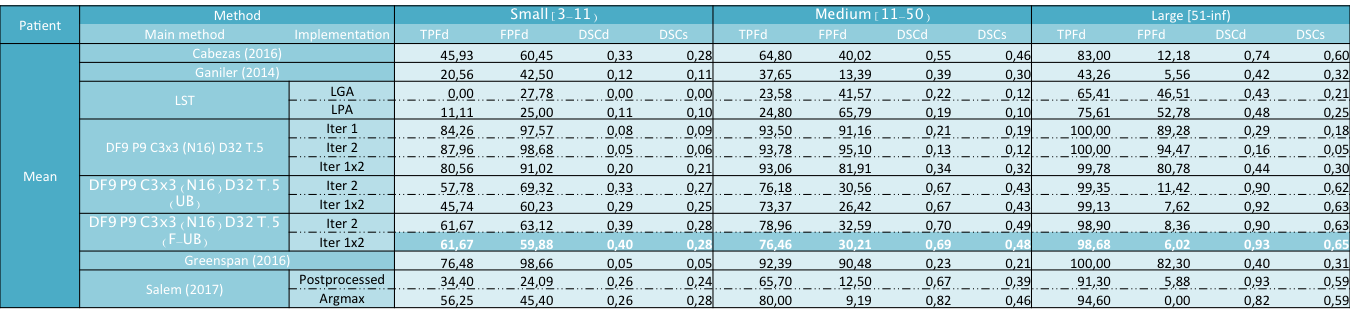 Patient Method Small [3-11) Medium [11-50) Large [51-inf)
Main method Implementation TPFd FPFd DSCd DSCs TPFd FPFd DSCd DSCs TPFd FPFd DSCd DSCs
Mean
Cabezas (2016) 45,93 60,45 0,33 0,28 64,80 40,02 0,55 0,46 83,00 12,18 0,74 0,60
Ganiler (2014) 20,56 42,50 0,12 0,11 37,65 13,39 0,39 0,30 43,26 5,56 0,42 0,32
LST
LGA 0,00 27,78 0,00 0,00 23,58 41,57 0,22 0,12 65,41 46,51 0,43 0,21
LPA 11,11 25,00 0,11 0,10 24,80 65,79 0,19 0,10 75,61 52,78 0,48 0,25
DF9 P9 C3x3 (N16) D32 T.5
Iter 1 84,26 97,57 0,08 0,09 93,50 91,16 0,21 0,19 100,00 89,28 0,29 0,18
Iter 2 87,96 98,68 0,05 0,06 93,78 95,10 0,13 0,12 100,00 94,47 0,16 0,05
Iter 1x2 80,56 91,02 0,20 0,21 93,06 81,91 0,34 0,32 99,78 80,78 0,44 0,30
DF9 P9 C3x3 (N16) D32 T.5
(UB)
Iter 2 57,78 69,32 0,33 0,27 76,18 30,56 0,67 0,43 99,35 11,42 0,90 0,62
Iter 1x2 45,74 60,23 0,29 0,25 73,37 26,42 0,67 0,43 99,13 7,62 0,92 0,63
DF9 P9 C3x3 (N16) D32 T.5
(F-UB)
Iter 2 61,67 63,12 0,39 0,28 78,96 32,59 0,70 0,49 98,90 8,36 0,90 0,63
Iter 1x2 61,67 59,88 0,40 0,28 76,46 30,21 0,69 0,48 98,68 6,02 0,93 0,65
Greenspan (2016) 76,48 98,66 0,05 0,05 92,39 90,48 0,23 0,21 100,00 82,30 0,40 0,31
Salem (2017)
Postprocessed 34,40 24,09 0,26 0,24 65,70 12,50 0,67 0,39 91,30 5,88 0,93 0,59
Argmax 56,25 45,40 0,26 0,28 80,00 9,19 0,82 0,46 94,60 0,00 0,82 0,59